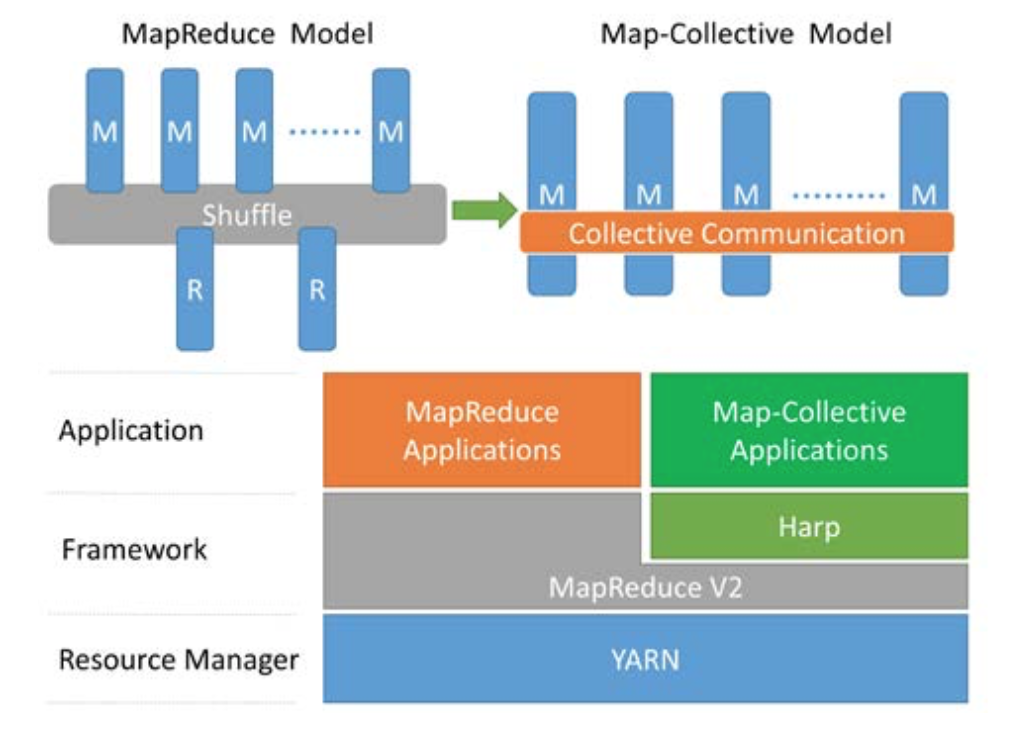 MapReduce Model
Map-Collective Model
M M M ....... M
Shuffle
R R
M M M ......... M
Collective Communication
Application
MapReduce
Applications
Map-Collective
Applications
Framework
Harp
MapReduce V2
Resource Manager
YARN